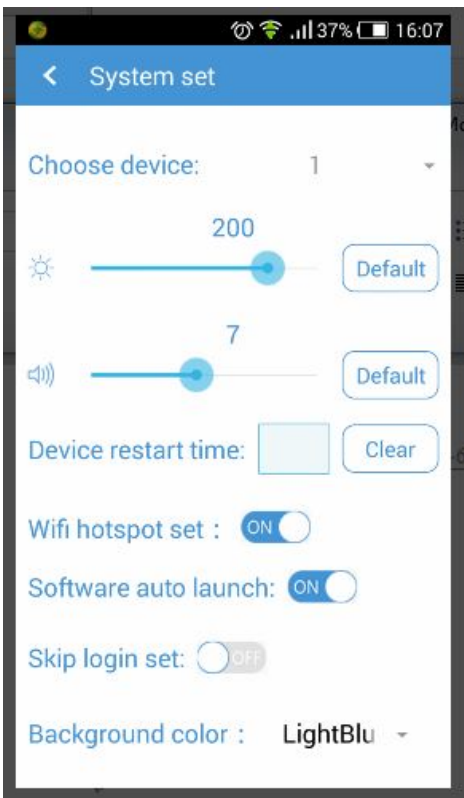 37% 16:07
System set
Choose device: 1
200
Default
7
Default
Device restart time: Clear
Wifi hotspot set : ON
Software auto launch: ON
Skip login set: OFF
Background color : LightBlu